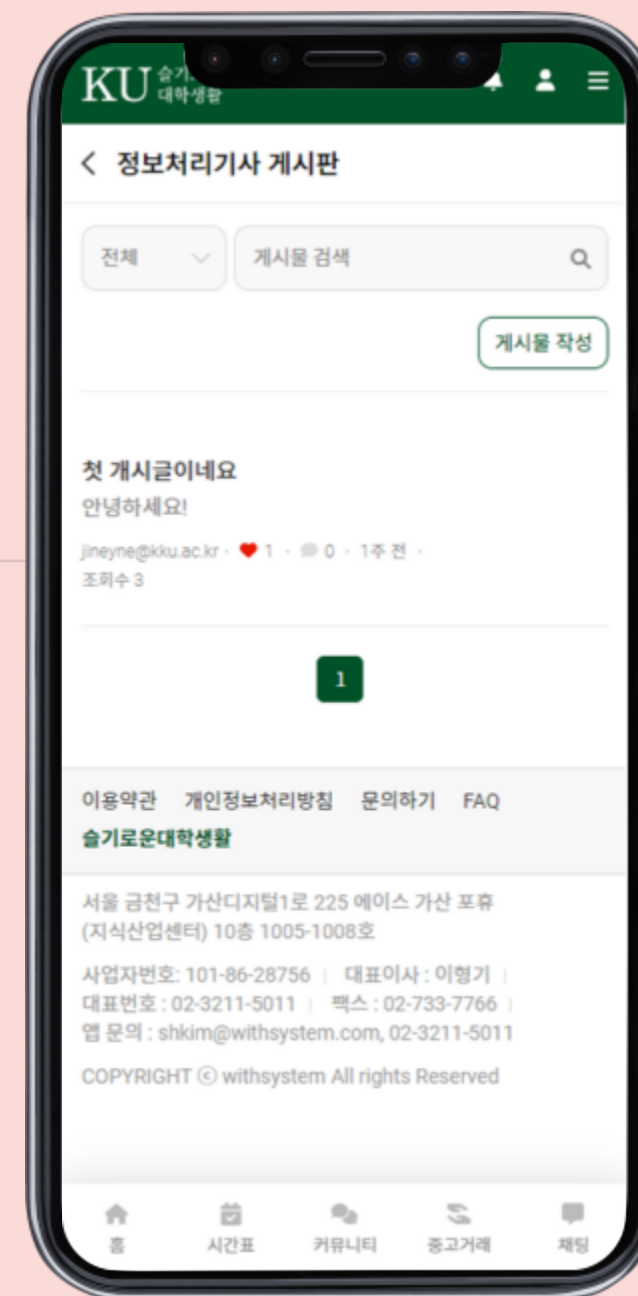 KU 슬기
대학생활
정보처리기사 게시판
전체 게시물 검색
게시물 작성
첫 개시글이네요
안녕하세요!
jineyne@kku.ac.kr · 1 · 0 · 1주 전 ·
조회수 3
1
이용약관 개인정보처리방침 문의하기 FAQ
슬기로운대학생활
서울 금천구 가산디지털1로 225 에이스 가산 포휴
(지식산업센터) 10층 1005-1008호
사업자번호: 101-86-28756 | 대표이사 : 이형기 |
대표번호 : 02-3211-5011 | 팩스 : 02-733-7766 |
앱 문의 : shkim@withsystem.com, 02-3211-5011
COPYRIGHT ⓒ withsystem All rights Reserved
홈 시간표 커뮤니티 중고거래 채팅